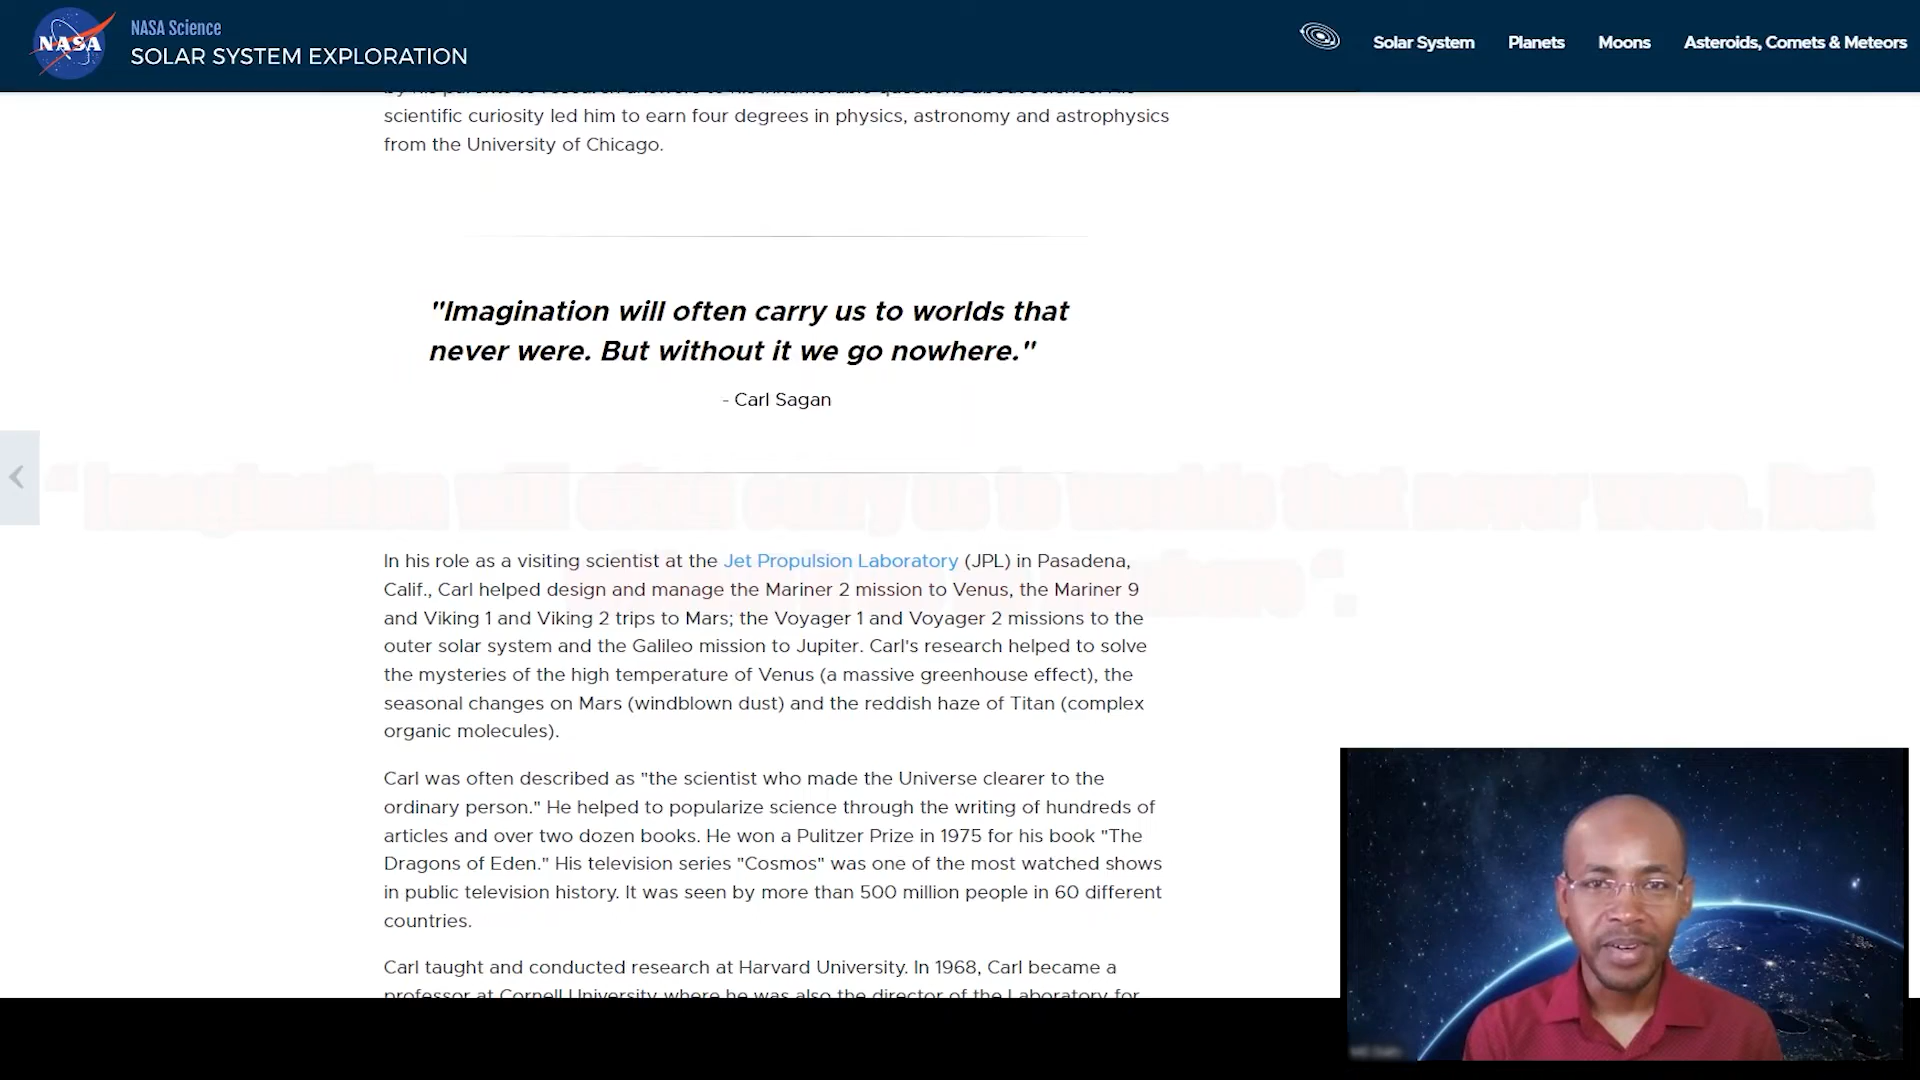 NASA
NASA Science
SOLAR SYSTEM EXPLORATION
Solar System
Planets
Moons
Asteroids, Comets & Meteors
by his parents to research answers to his innumerable questions about science. His
scientific curiosity led him to earn four degrees in physics, astronomy and astrophysics
from the University of Chicago.
"Imagination will often carry us to worlds that
never were. But without it we go nowhere."
- Carl Sagan
“Imagination will often carry us to worlds that never were. But
In his role as a visiting scientist at the Jet Propulsion Laboratory (JPL) in Pasadena,
Calif., Carl helped design and manage the Mariner 2 mission to Venus, the Mariner 9
and Viking 1 and Viking 2 trips to Mars; the Voyager 1 and Voyager 2 missions to the
outer solar system and the Galileo mission to Jupiter. Carl's research helped to solve
the mysteries of the high temperature of Venus (a massive greenhouse effect), the
seasonal changes on Mars (windblown dust) and the reddish haze of Titan (complex
organic molecules).
Carl was often described as "the scientist who made the Universe clearer to the
ordinary person." He helped to popularize science through the writing of hundreds of
articles and over two dozen books. He won a Pulitzer Prize in 1975 for his book "The
Dragons of Eden." His television series "Cosmos" was one of the most watched shows
in public television history. It was seen by more than 500 million people in 60 different
countries.
Carl taught and conducted research at Harvard University. In 1968, Carl became a
professor at Cornell University where he was also the director of the Laboratory for